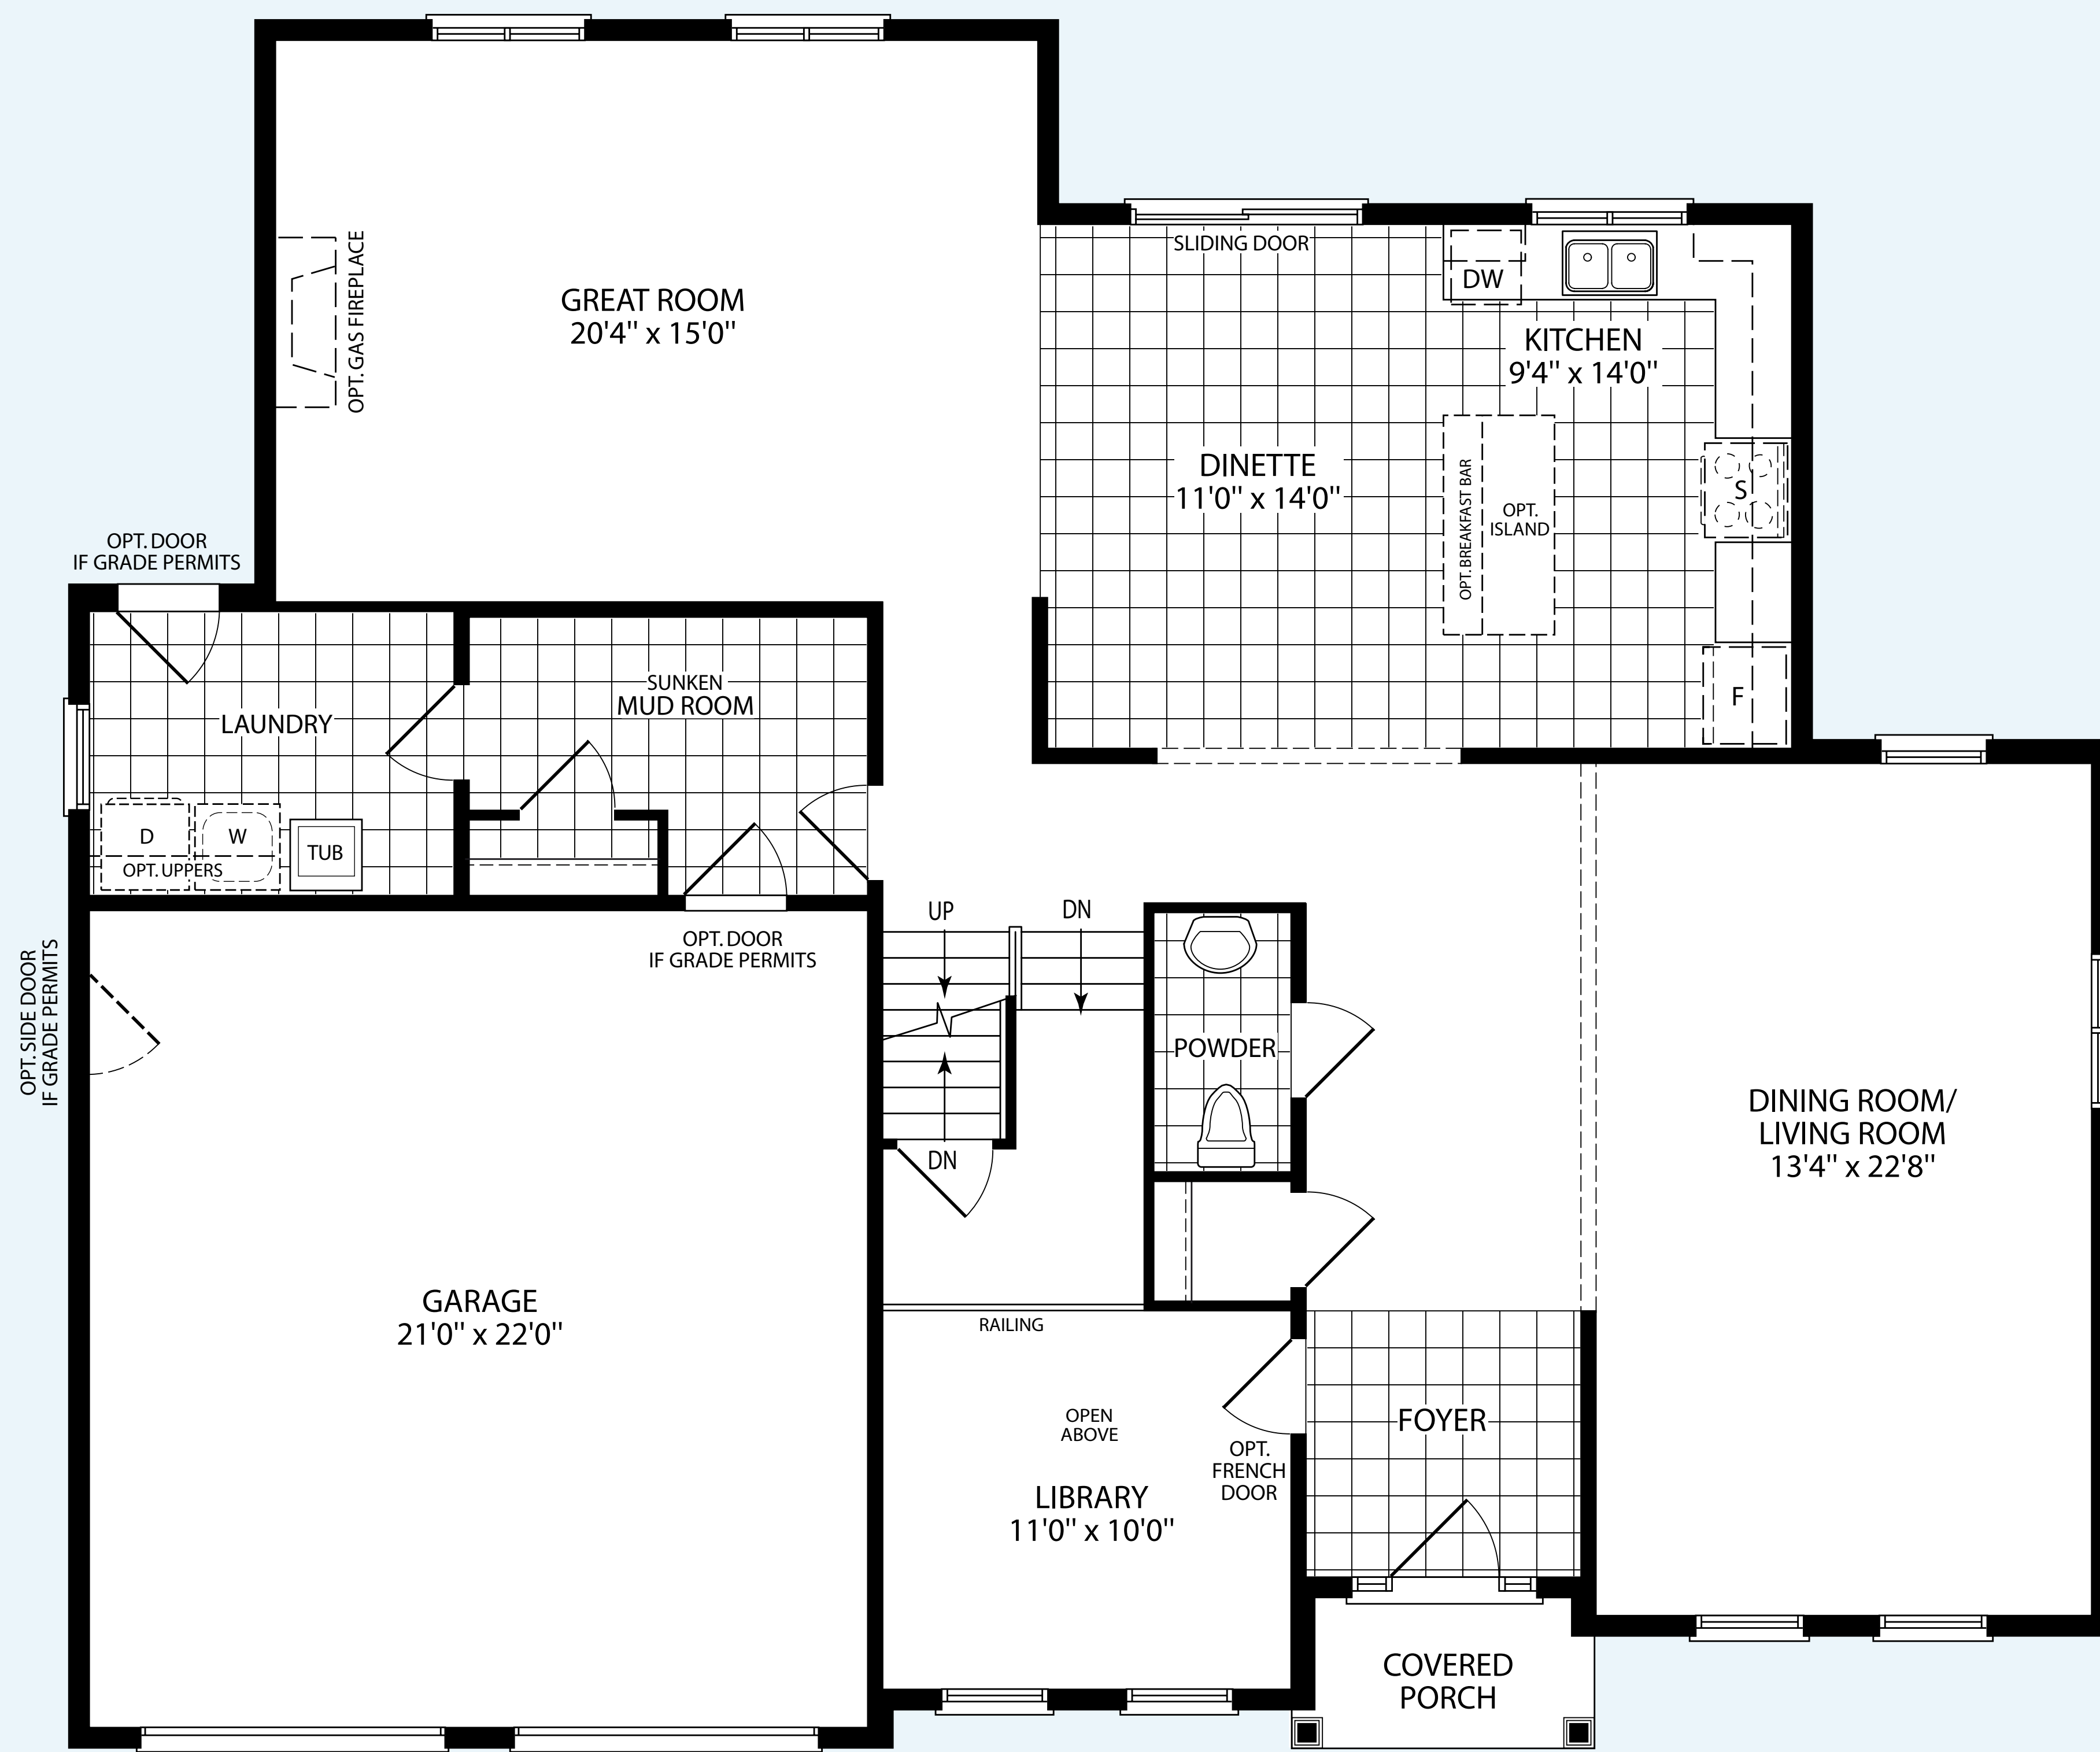 GREAT ROOM
20'4" x 15'0"
OPT. GAS FIREPLACE
SLIDING DOOR
DW
KITCHEN
9'4" x 14'0"
DINETTE
11'0" x 14'0"
OPT. BREAKFAST BAR
OPT.
ISLAND
S
F
OPT. DOOR
IF GRADE PERMITS
LAUNDRY
SUNKEN
MUD ROOM
D
W
TUB
OPT. UPPERS
OPT. SIDE DOOR
IF GRADE PERMITS
OPT. DOOR
IF GRADE PERMITS
UP
DN
POWDER
DN
DINING ROOM/
LIVING ROOM
13'4" x 22'8"
GARAGE
21'0" x 22'0"
RAILING
OPEN
ABOVE
OPT.
FRENCH
DOOR
FOYER
LIBRARY
11'0" x 10'0"
COVERED
PORCH